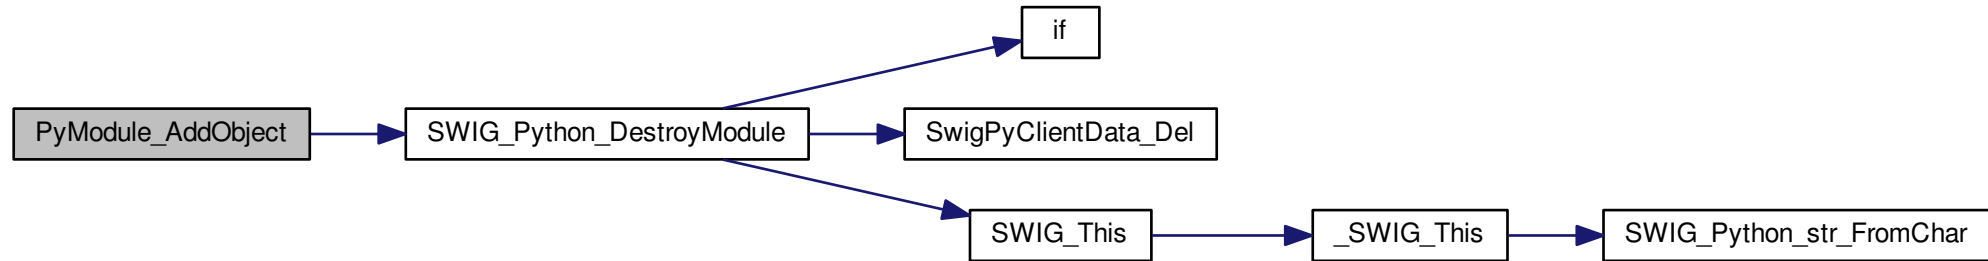 if
PyModule_AddObject
SWIG_Python_DestroyModule
SwigPyClientData_Del
SWIG_This
_SWIG_This
SWIG_Python_str_FromChar